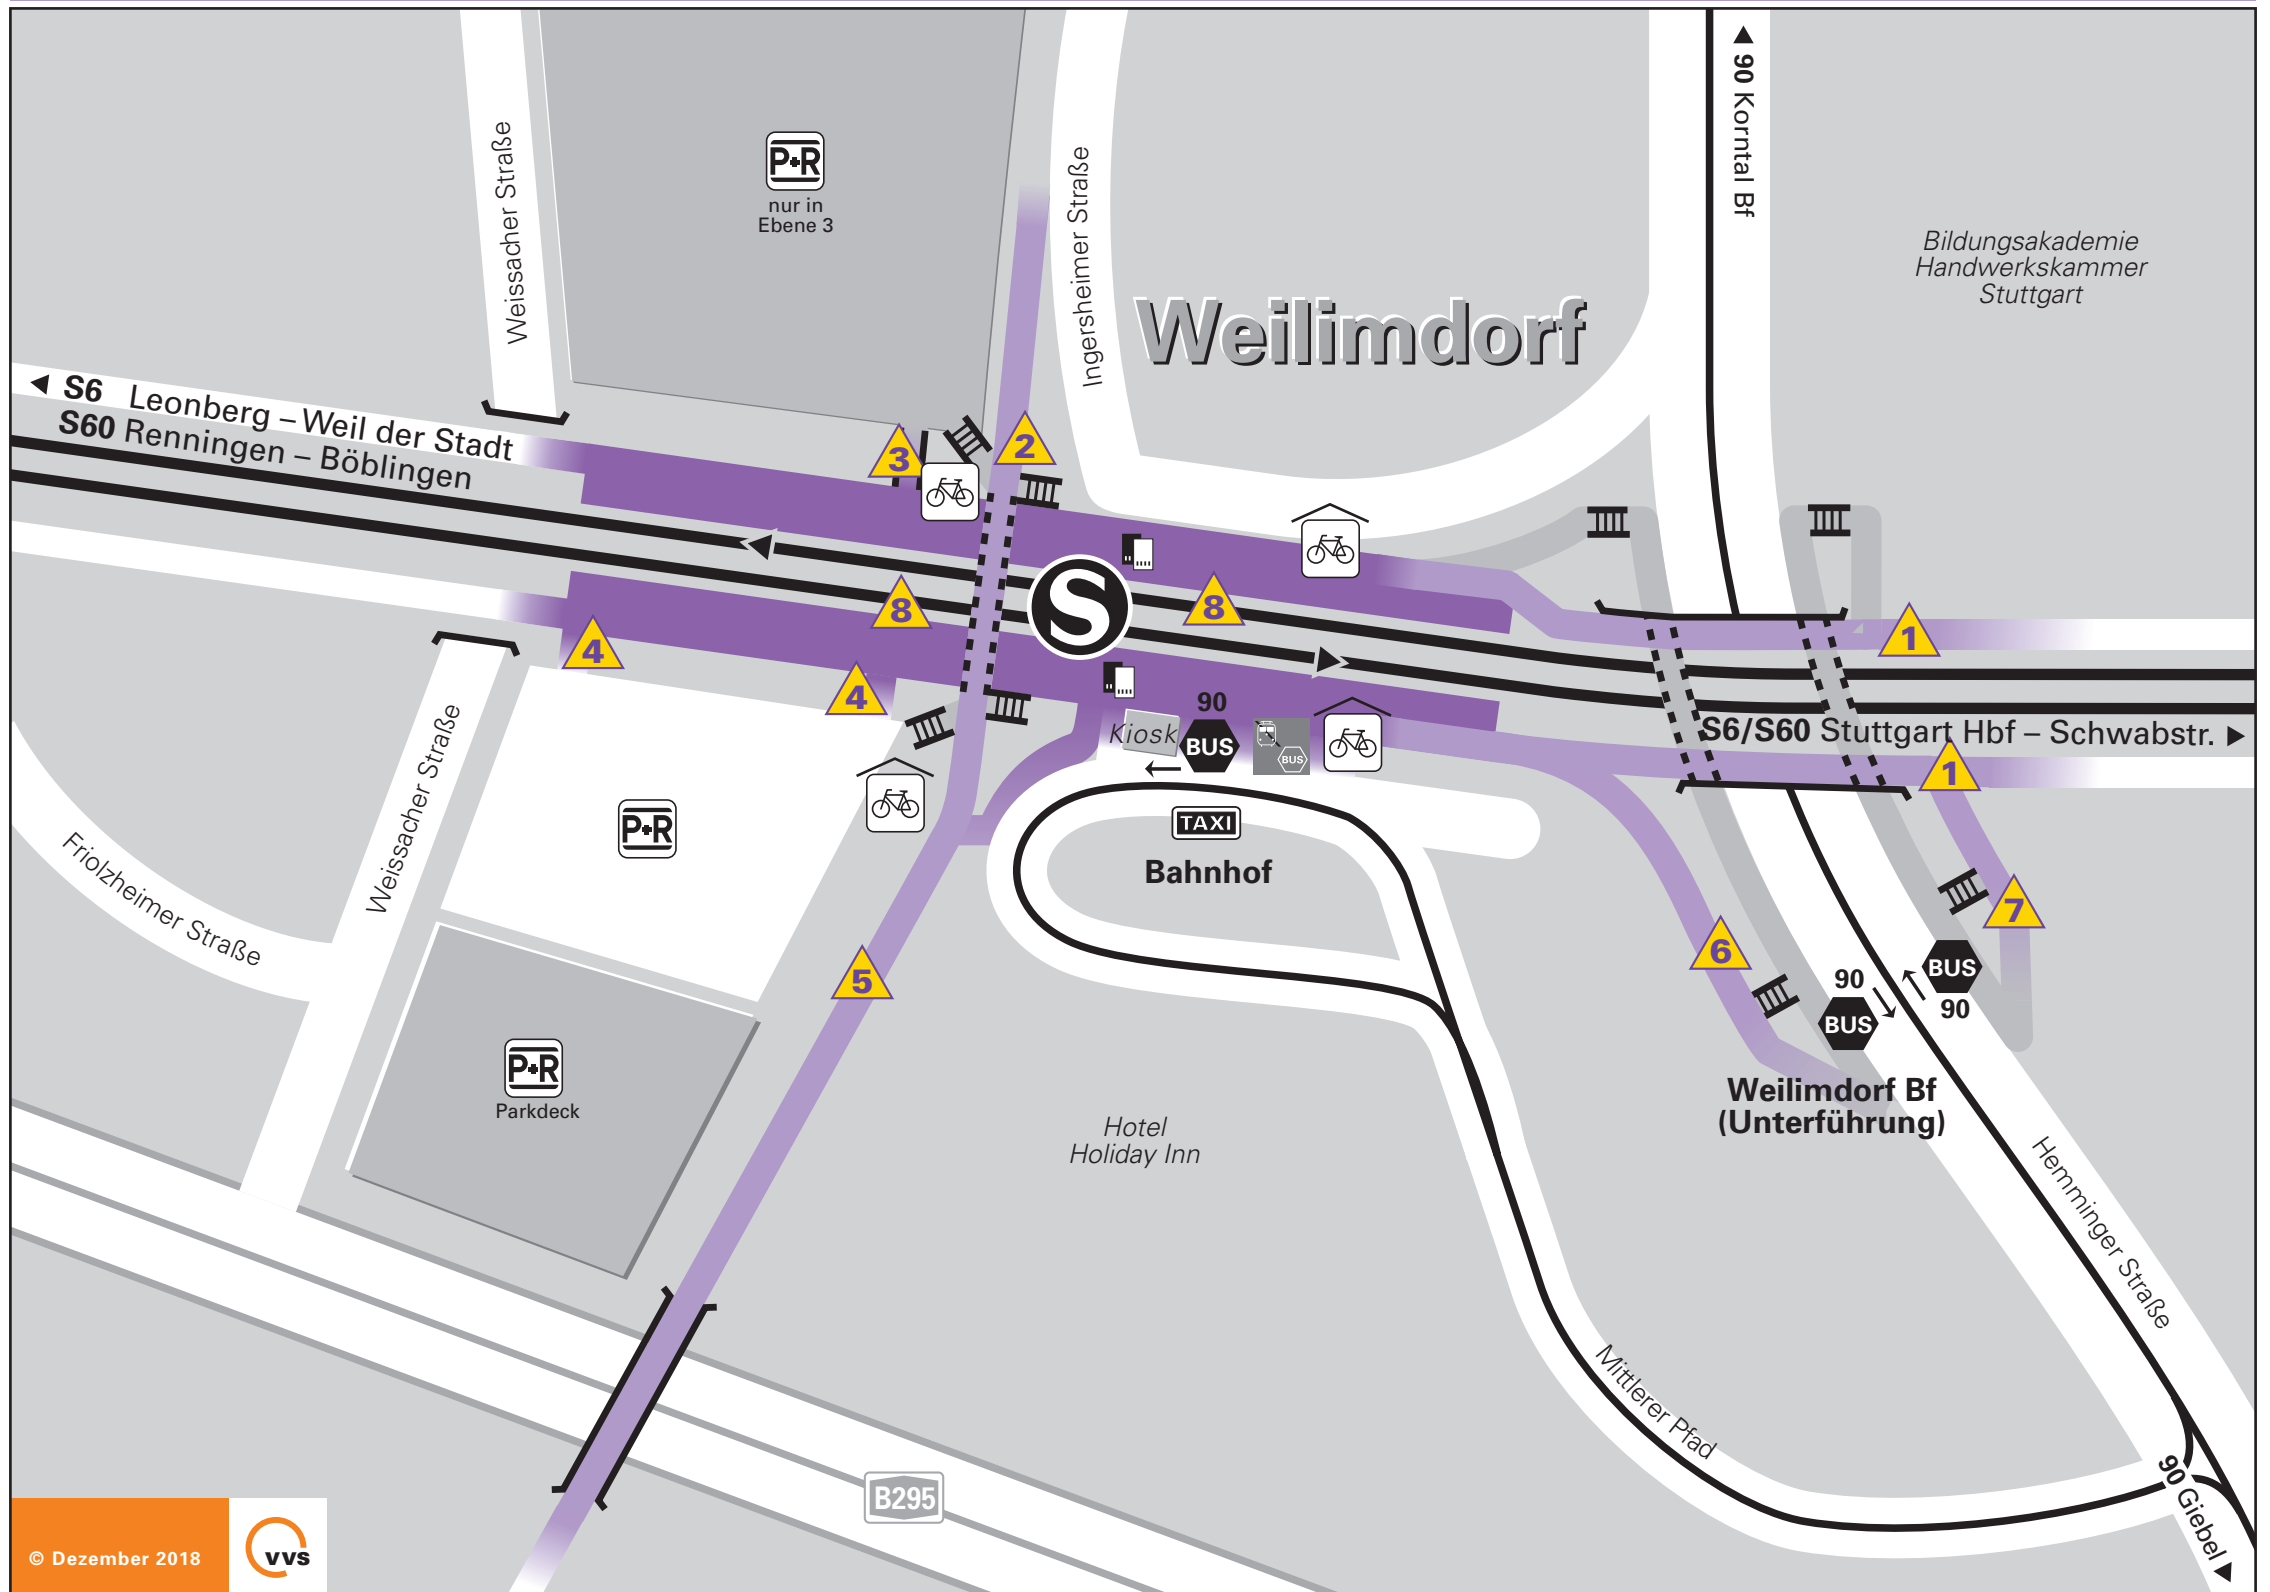 90 Korntal Bf
Weissacher Straße
P+R
nur in
Ebene 3
Ingersheimer Straße
Bildungsakademie
Handwerkskammer
Stuttgart
Weilimdorf
S6 Leonberg – Weil der Stadt
S60 Renningen – Böblingen
3
2
8
S
8
1
4
4
90
Kiosk
BUS
BUS
S6/S60 Stuttgart Hbf – Schwabstr.
1
Weissacher Straße
Friolzheimer Straße
P+R
TAXI
Bahnhof
5
6
7
90
BUS
BUS
90
P+R
Parkdeck
Weilimdorf Bf
(Unterführung)
Hotel
Holiday Inn
Hemminger Straße
Mittlerer Pfad
B295
90 Giebel
© Dezember 2018
vvs